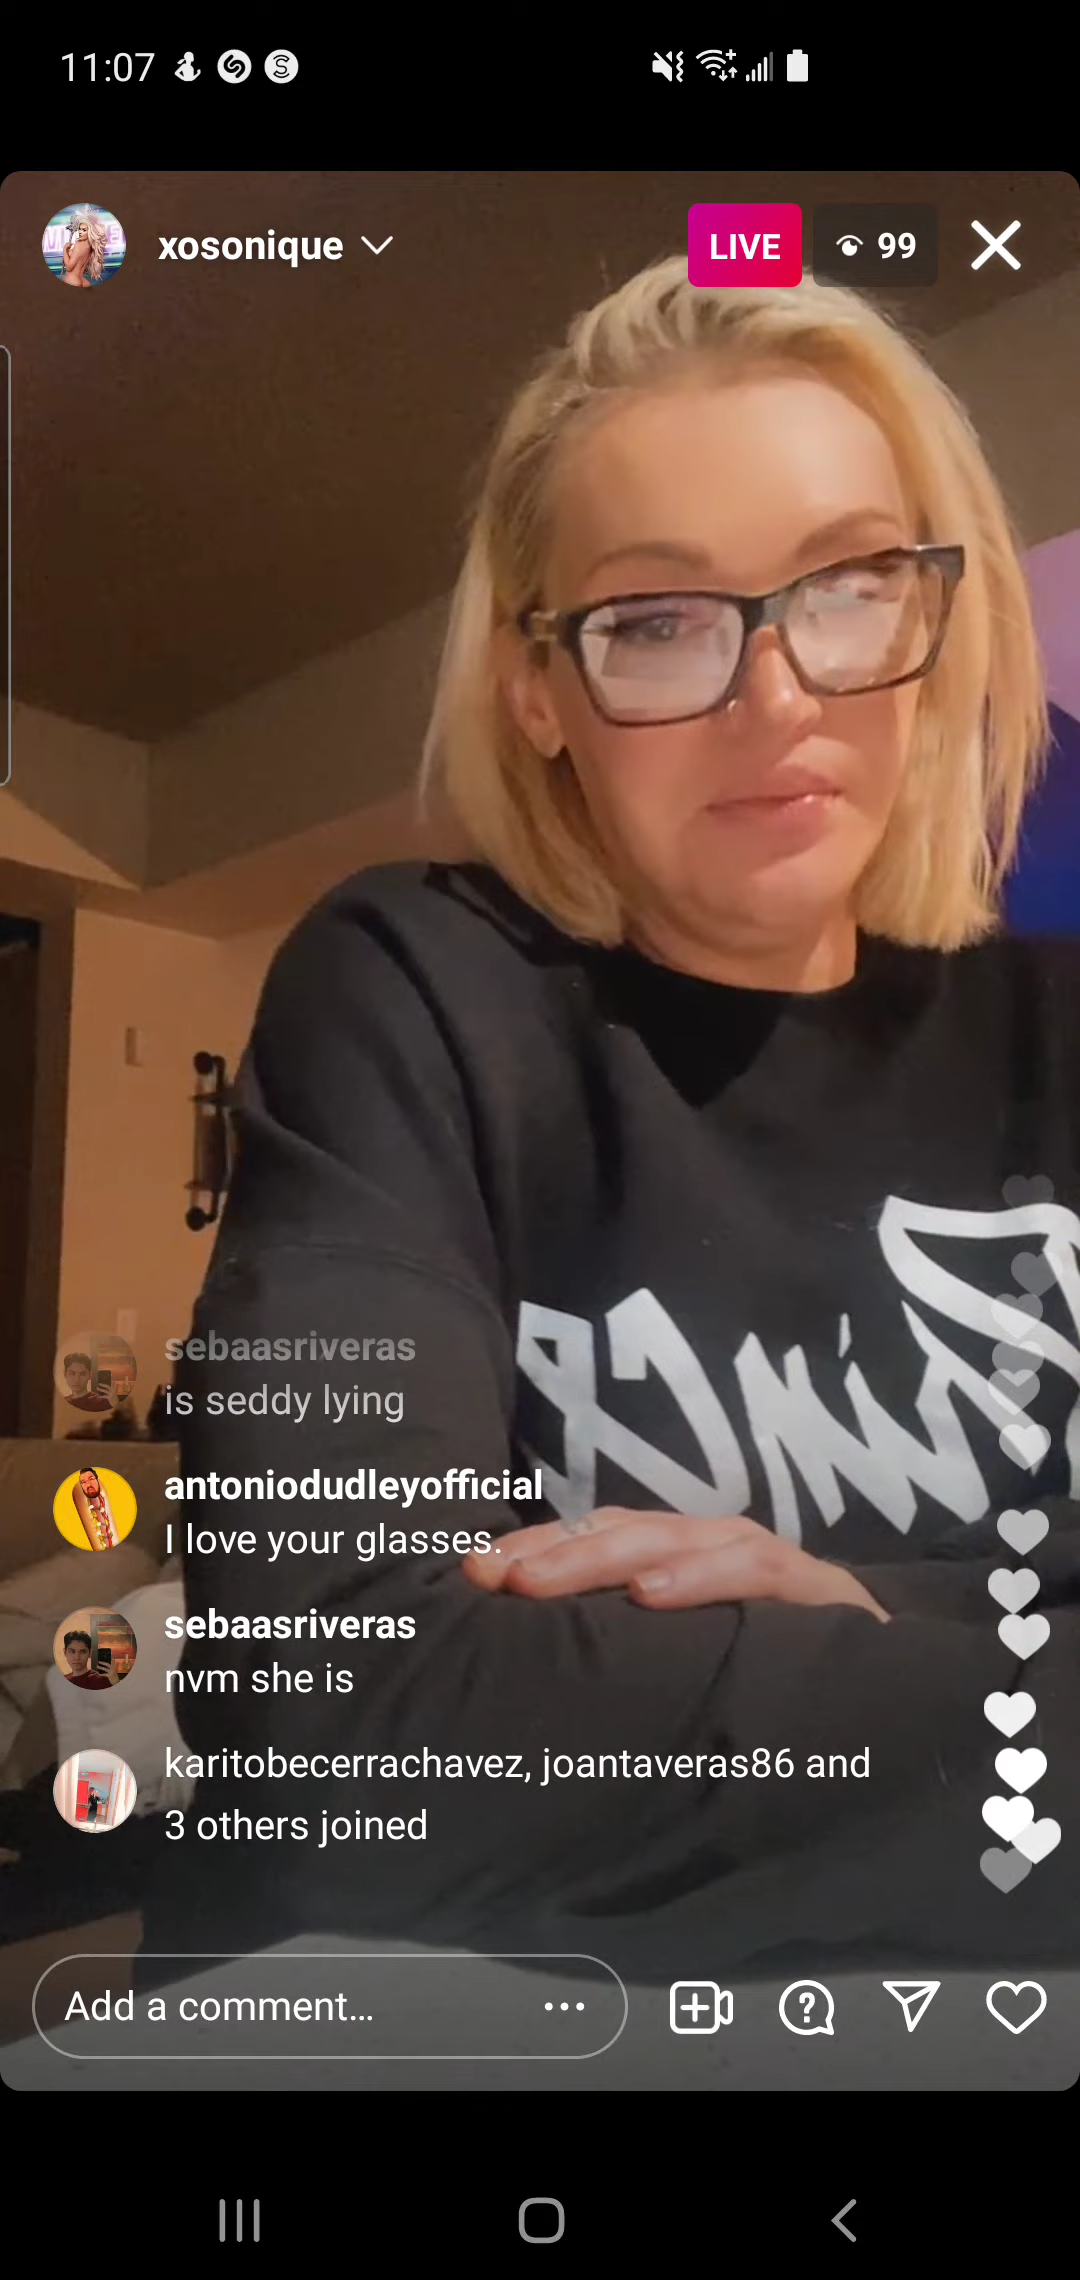 11:07
xosonique
LIVE
99
sebaasriveras
is seddy lying
antoniodudleyofficial
I love your glasses.
sebaasriveras
nvm she is
karitobecerrachavez, joantaveras86 and
3 others joined
Add a comment...